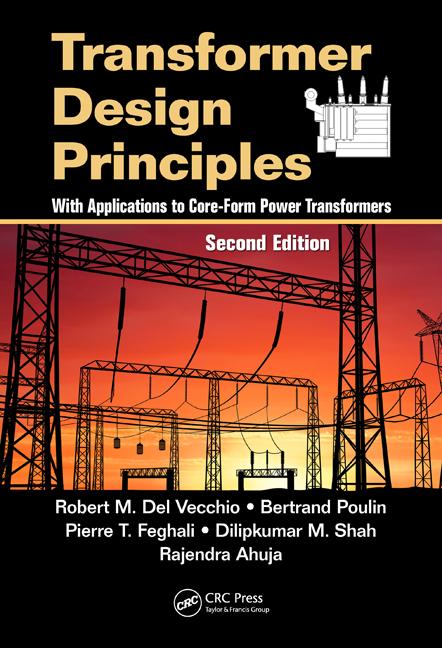 Transformer
Design
Principles
With Applications to Core-Form Power Transformers
Second Edition
Robert M. Del Vecchio • Bertrand Poulin
Pierre T. Feghali • Dilipkumar M. Shah
Rajendra Ahuja
CRC
CRC Press
Taylor & Francis Group